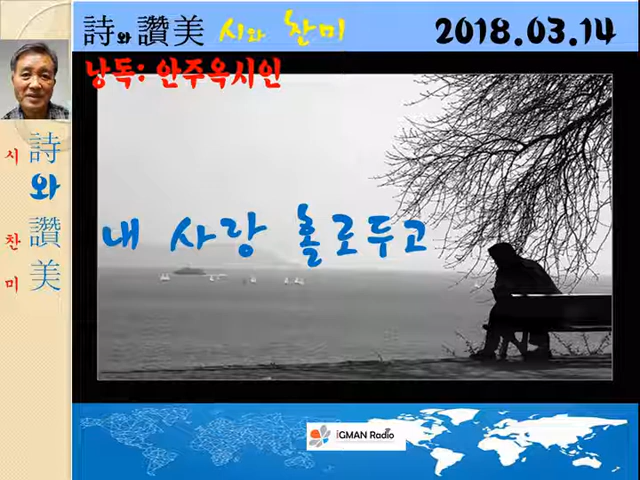 詩와 讚美 시와 찬미 2018.03.14
낭독: 안주옥시인
시 찬 미
詩와 讚美
내 사랑 홀로두고
iGMAN Radio